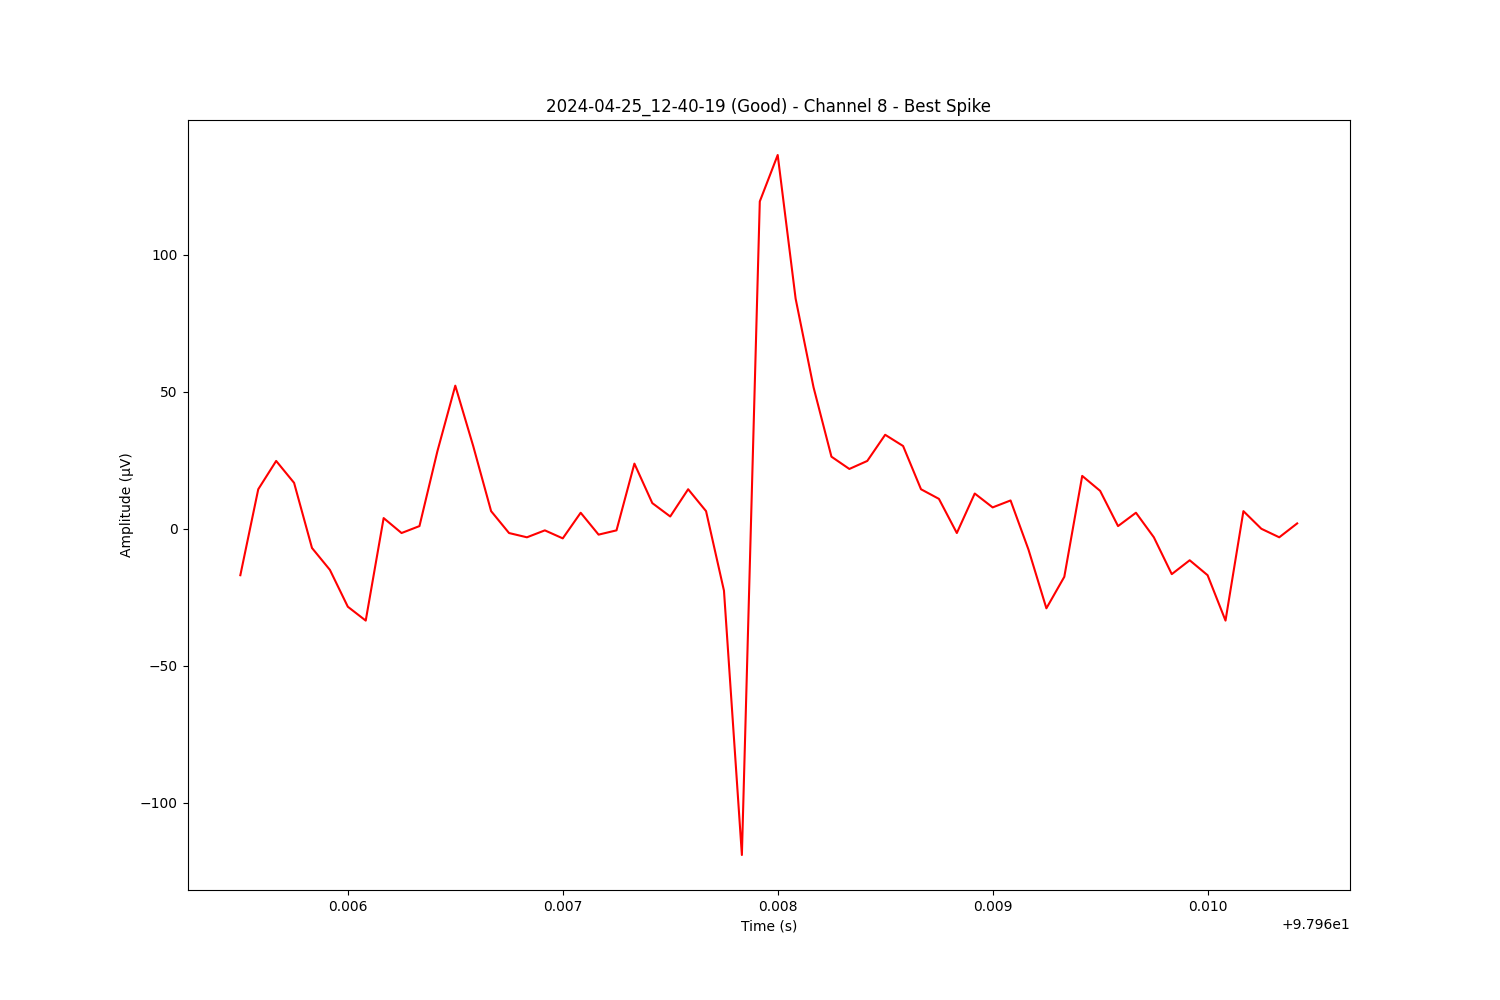 2024-04-25_12-40-19 (Good) - Channel 8 - Best Spike
Amplitude (µV)
100
50
0
−50
−100
0.006 0.007 0.008 0.009 0.010
Time (s)
+9.796e1